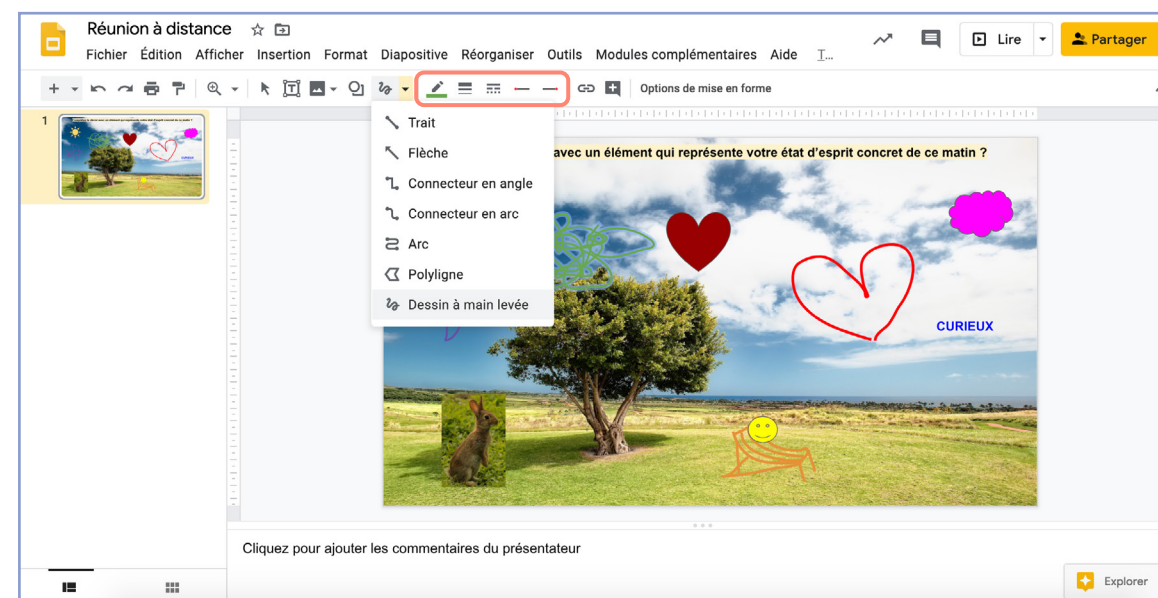 Réunion à distance
Fichier Édition Afficher Insertion Format Diapositive Réorganiser Outils Modules complémentaires Aide T...
Lire
Partager
Options de mise en forme
1
Trait
Flèche
Connecteur en angle
Connecteur en arc
Arc
Polyligne
Dessin à main levée
avec un élément qui représente votre état d'esprit concret de ce matin ?
CURIEUX
Cliquez pour ajouter les commentaires du présentateur
Explorer